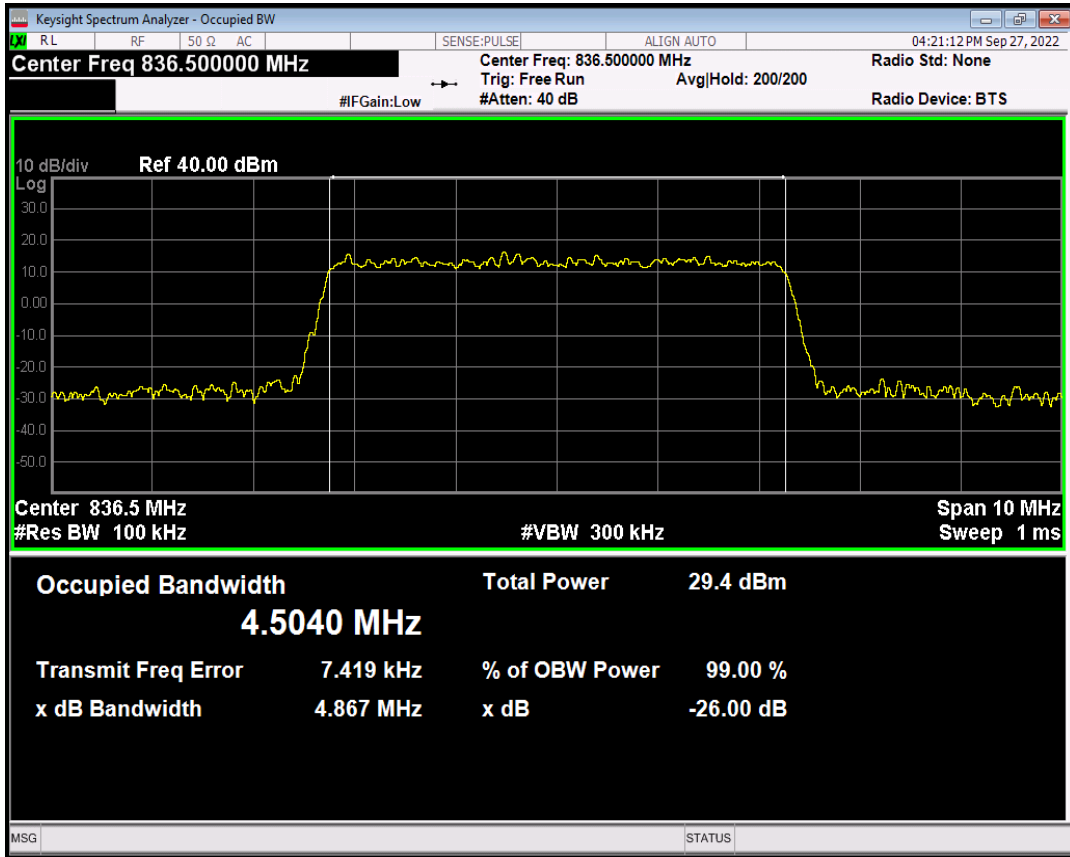 Keysight Spectrum Analyzer - Occupied BW
LXI RL RF 50 Ω AC SENSE:PULSE ALIGN AUTO 04:21:12 PM Sep 27, 2022
Center Freq 836.500000 MHz Center Freq: 836.500000 MHz Radio Std: None
Trig: Free Run Avg|Hold: 200/200
#IFGain:Low #Atten: 40 dB Radio Device: BTS
10 dB/div Ref 40.00 dBm
Log
30.0
20.0
10.0
0.00
-10.0
-20.0
-30.0
-40.0
-50.0
Center 836.5 MHz Span 10 MHz
#Res BW 100 kHz #VBW 300 kHz Sweep 1 ms
Occupied Bandwidth Total Power 29.4 dBm
4.5040 MHz
Transmit Freq Error 7.419 kHz % of OBW Power 99.00 %
x dB Bandwidth 4.867 MHz x dB -26.00 dB
MSG STATUS